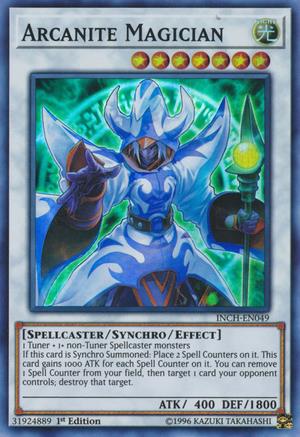 ARCANITE MAGICIAN
LIGHT
光
INCH-EN049
[SPELLCASTER/SYNCHRO/EFFECT]
1 Tuner + 1+ non-Tuner Spellcaster monsters
If this card is Synchro Summoned: Place 2 Spell Counters on it. This
card gains 1000 ATK for each Spell Counter on it. You can remove
1 Spell Counter from your field, then target 1 card your opponent
controls; destroy that target.
ATK/ 400 DEF/1800
31924889 1st Edition ©1996 KAZUKI TAKAHASHI